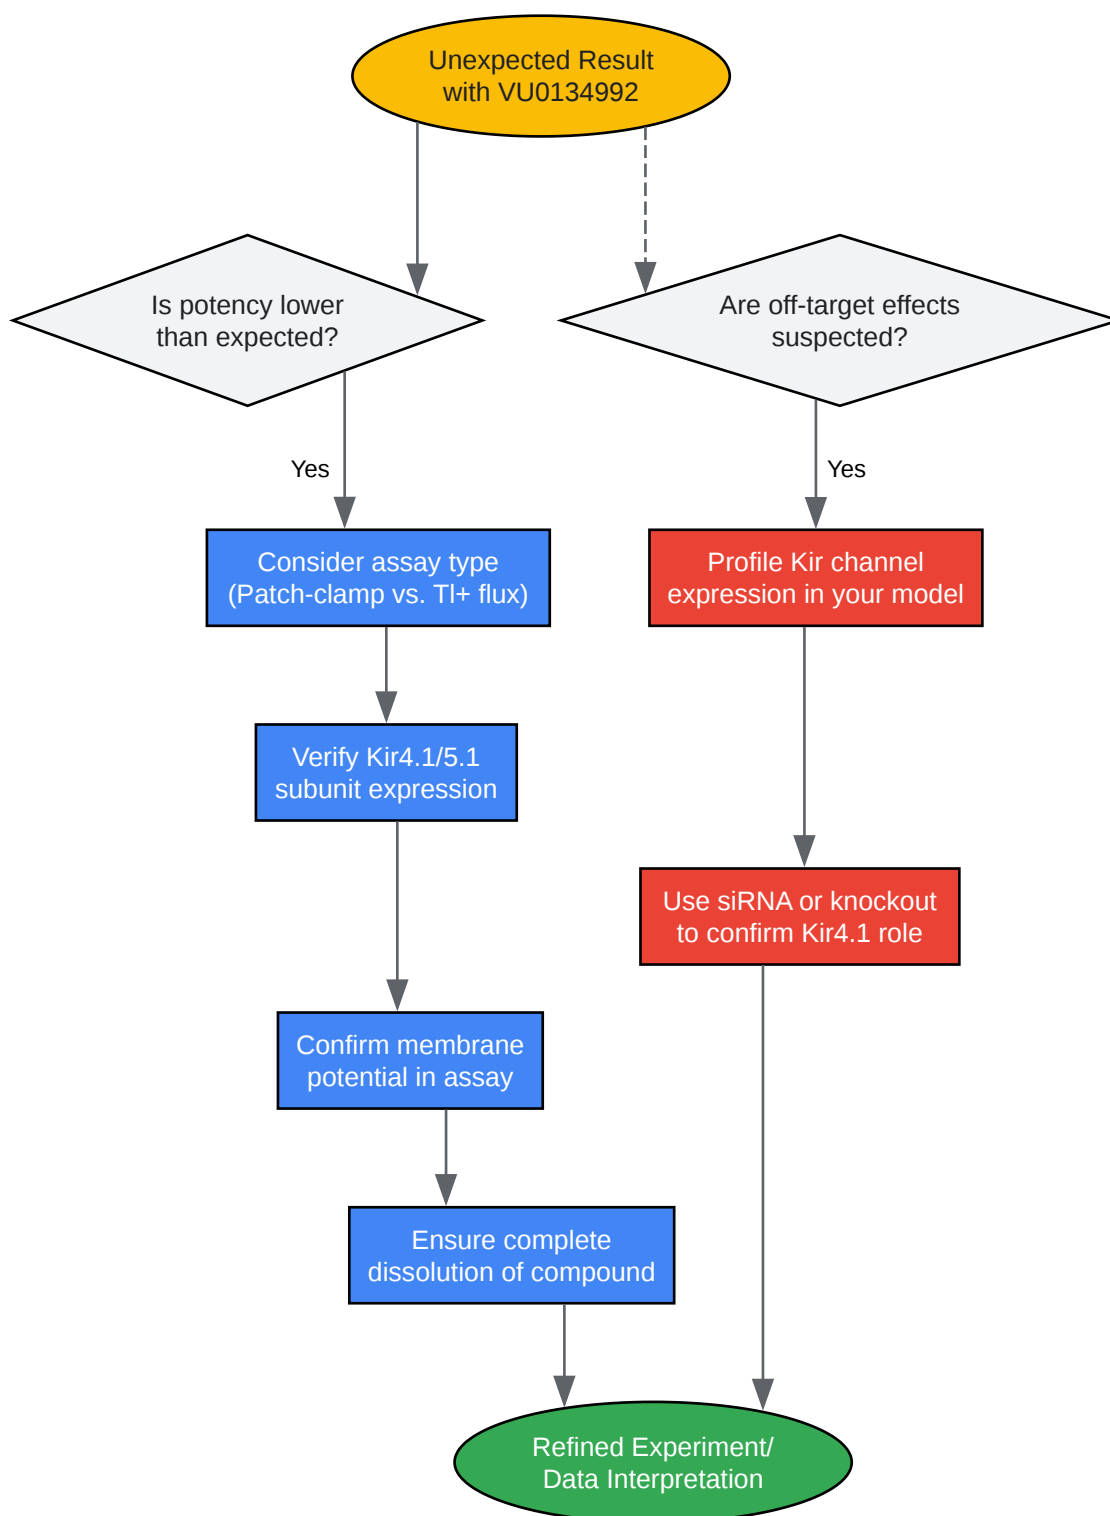 Unexpected Result
with VU0134992
Is potency lower
than expected?
Are off-target effects
suspected?
Yes
Yes
Consider assay type
(Patch-clamp vs. Tl+ flux)
Profile Kir channel
expression in your model
Verify Kir4.1/5.1
subunit expression
Use siRNA or knockout
to confirm Kir4.1 role
Confirm membrane
potential in assay
Ensure complete
dissolution of compound
Refined Experiment/
Data Interpretation